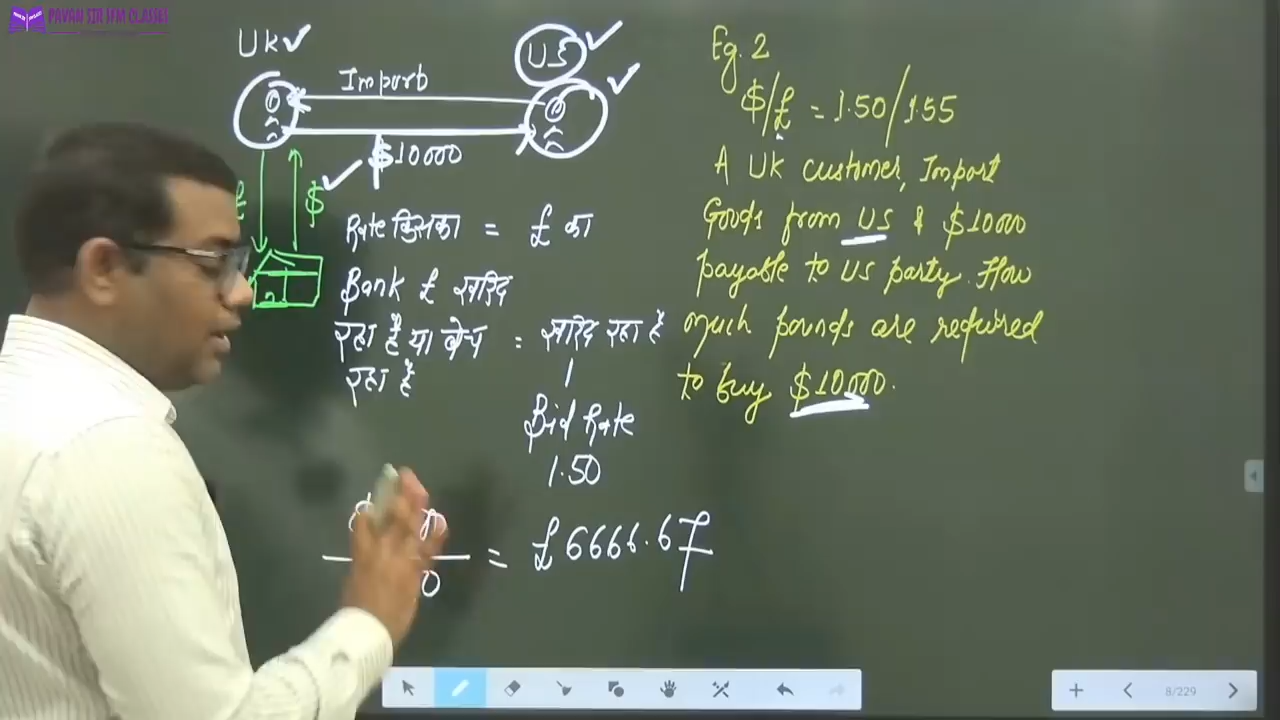 PAVAN SIR IFM CLASSES
UK
US
Import
$10000
£
$
Rate किसका = £ का
Bank £ खरिद
रहा है या बेच = खरिद रहा है
रहा है
Bid Rate
1.50
= £6666.67
Eg. 2
$/£ = 1.50/1.55
A UK customer, Import
Goods from US & $10000
payable to US party. How
much pounds are required
to buy $10,000.
8/229